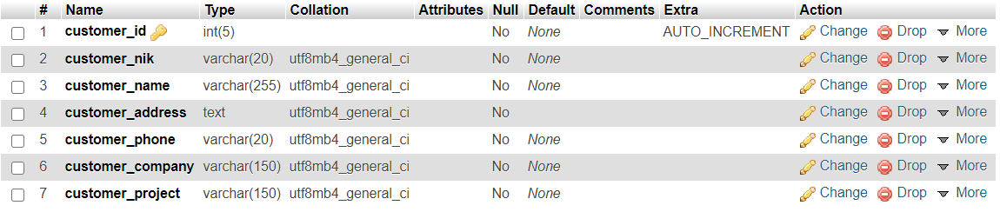 # Name Type Collation Attributes Null Default Comments Extra Action
1 customer_id int(5) No None AUTO_INCREMENT Change Drop More
2 customer_nik varchar(20) utf8mb4_general_ci No None Change Drop More
3 customer_name varchar(255) utf8mb4_general_ci No None Change Drop More
4 customer_address text utf8mb4_general_ci No Change Drop More
5 customer_phone varchar(20) utf8mb4_general_ci No None Change Drop More
6 customer_company varchar(150) utf8mb4_general_ci No None Change Drop More
7 customer_project varchar(150) utf8mb4_general_ci No None Change Drop More